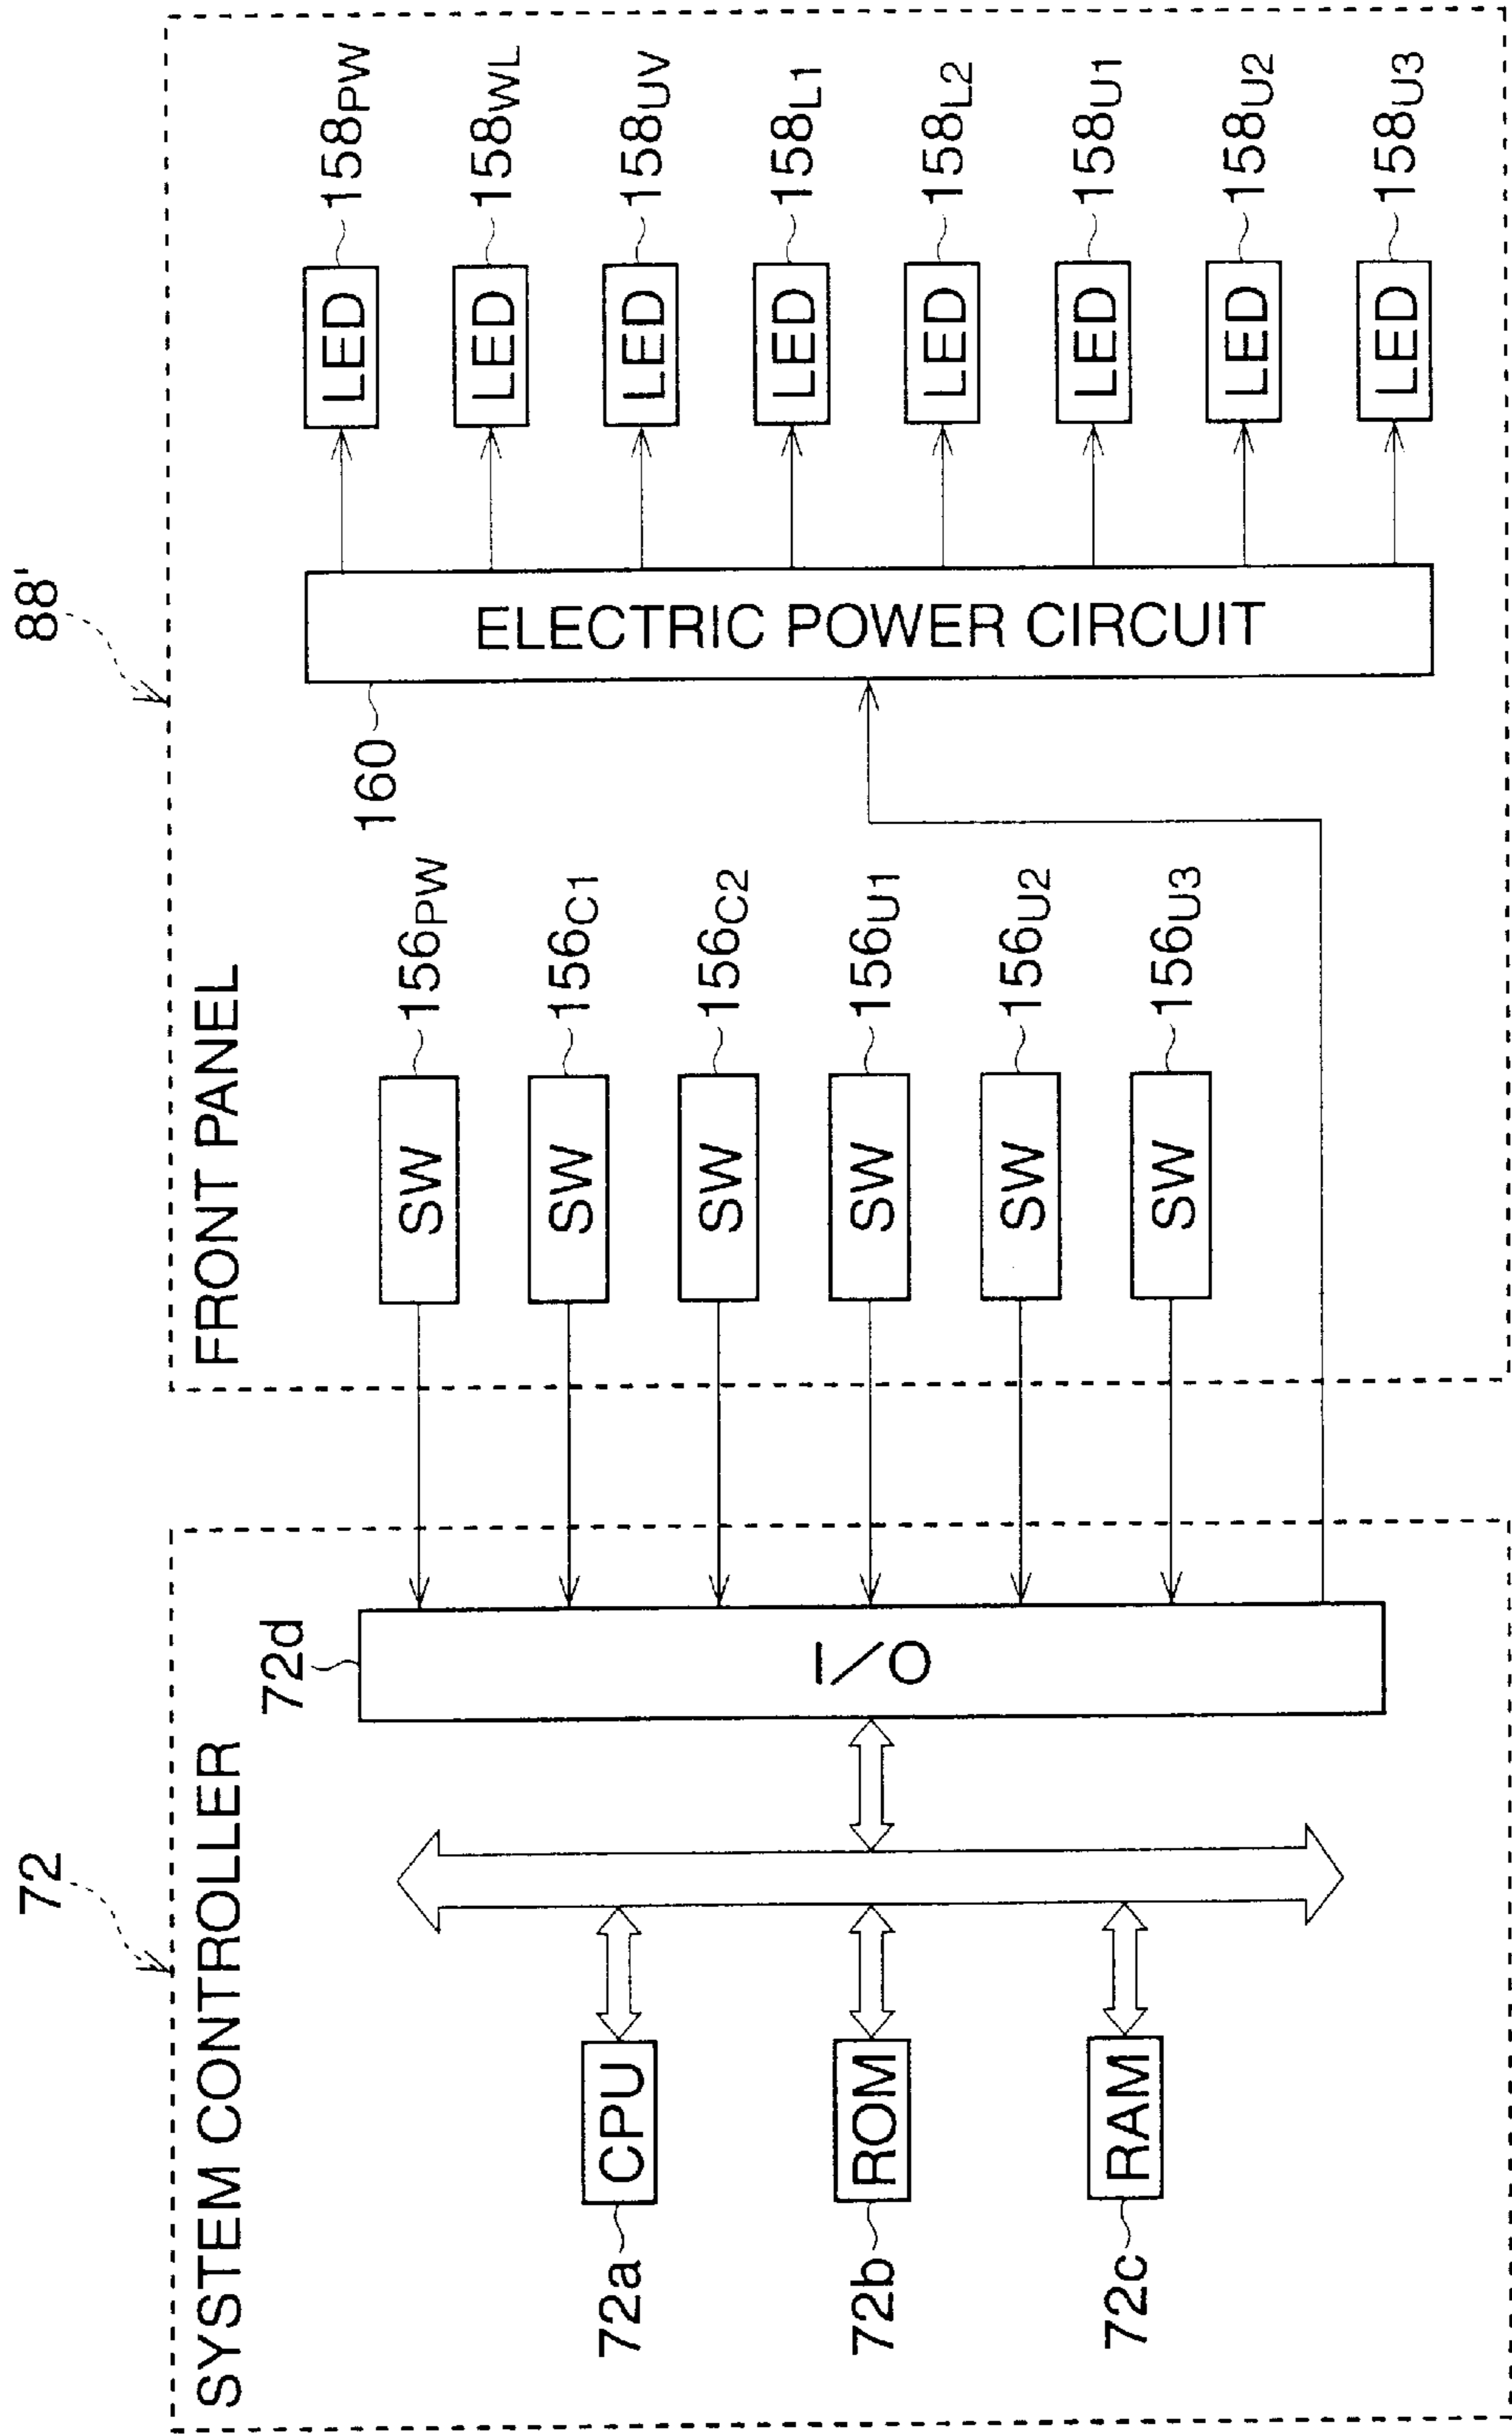 72
SYSTEM CONTROLLER
72a
CPU
72b
ROM
72c
RAM
72d
I/O
88'
FRONT PANEL
SW
156PW
SW
156C1
SW
156C2
SW
156U1
SW
156U2
SW
156U3
160
ELECTRIC POWER CIRCUIT
LED
158PW
LED
158WL
LED
158UV
LED
158L1
LED
158L2
LED
158U1
LED
158U2
LED
158U3